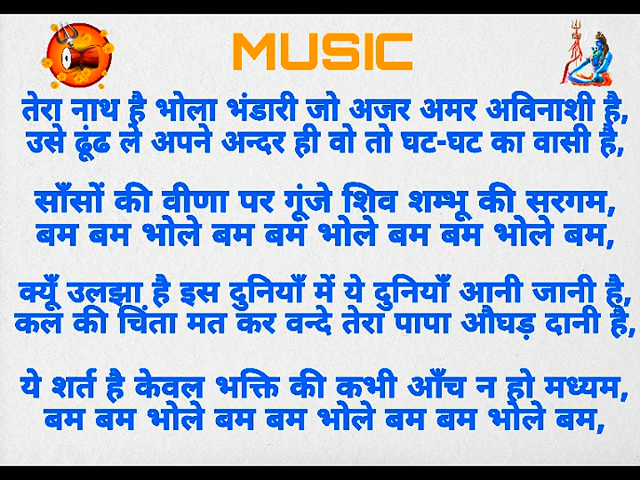 MUSIC
तेरा नाथ है भोला भंडारी जो अजर अमर अविनाशी है,
उसे ढूंढ ले अपने अन्दर ही वो तो घट-घट का वासी है,
साँसों की वीणा पर गूंजे शिव शम्भू की सरगम,
बम बम भोले बम बम भोले बम बम भोले बम,
क्यूँ उलझा है इस दुनियाँ में ये दुनियाँ आनी जानी है,
कल की चिंता मत कर वन्दे तेरा पापा औघड़ दानी है,
ये शर्त है केवल भक्ति की कभी आँच न हो मध्यम,
बम बम भोले बम बम भोले बम बम भोले बम,